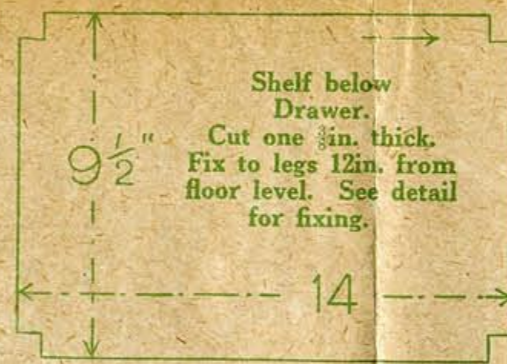 Shelf below
Drawer.
Cut one ⅜in. thick.
9½"
Fix to legs 12in. from
floor level. See detail
for fixing.
14